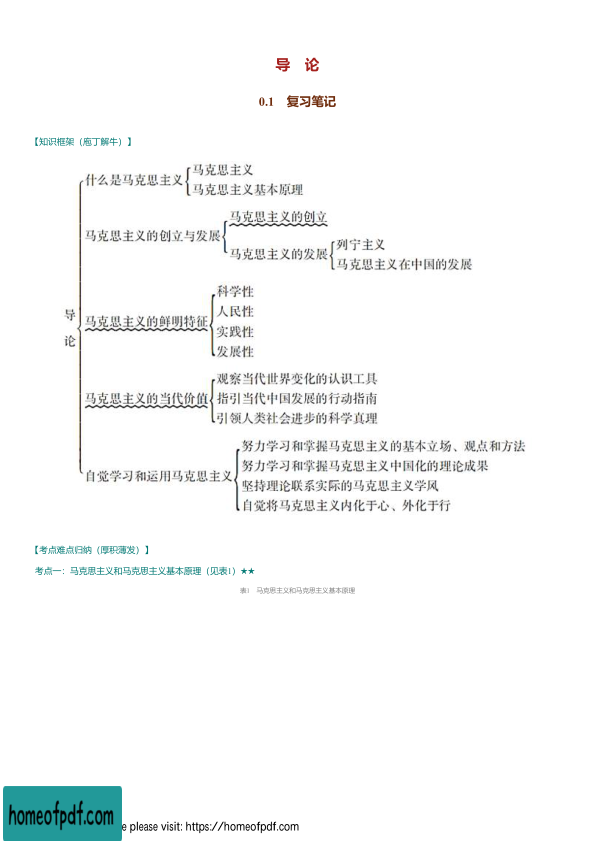 导 论
0.1 复习笔记
【知识框架（庖丁解牛）】
马克思主义
什么是马克思主义
马克思主义基本原理
马克思主义的创立
马克思主义的创立与发展
列宁主义
马克思主义的发展
马克思主义在中国的发展
科学性
人民性
导
马克思主义的鲜明特征
实践性
论
发展性
观察当代世界变化的认识工具
马克思主义的当代价值
指引当代中国发展的行动指南
引领人类社会进步的科学真理
努力学习和掌握马克思主义的基本立场、观点和方法
努力学习和掌握马克思主义中国化的理论成果
自觉学习和运用马克思主义
坚持理论联系实际的马克思主义学风
自觉将马克思主义内化于心、外化于行
【考点难点归纳（厚积薄发）】
考点一：马克思主义和马克思主义基本原理（见表1）★★
表1 马克思主义和马克思主义基本原理
homeofpdf.com
e please visit: https://homeofpdf.com